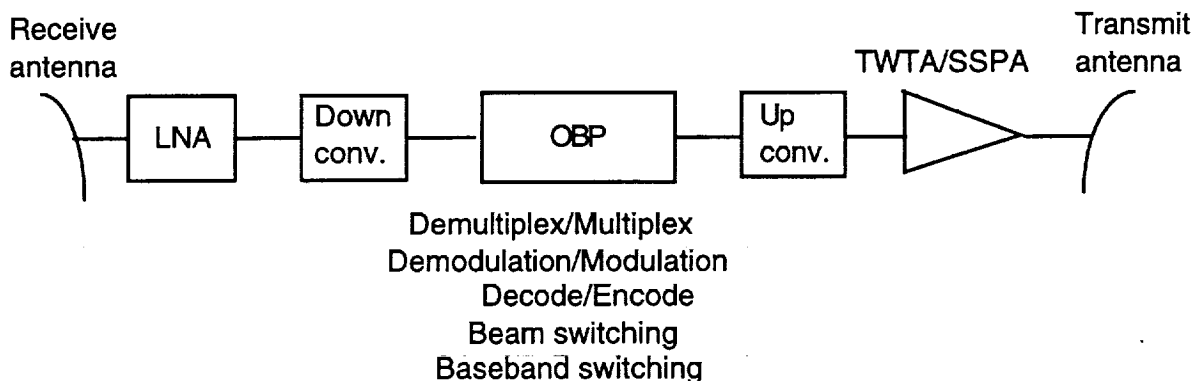 Receive
antenna
LNA
Down
conv.
OBP
Up
conv.
TWTA/SSPA
Transmit
antenna
Demultiplex/Multiplex
Demodulation/Modulation
Decode/Encode
Beam switching
Baseband switching